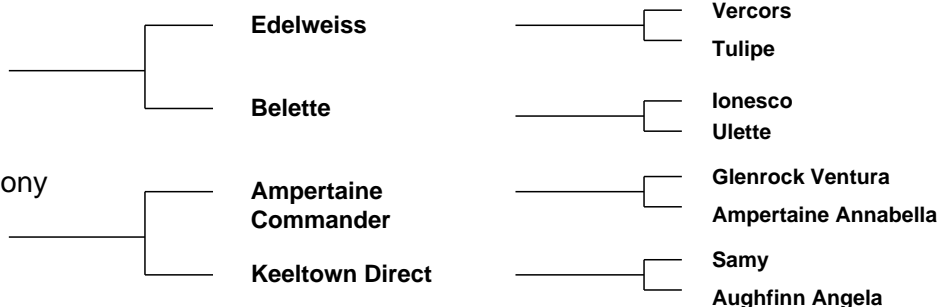 Edelweiss
Vercors
Tulipe
Belette
Ionesco
Ulette
ony
Ampertaine
Commander
Glenrock Ventura
Ampertaine Annabella
Keeltown Direct
Samy
Aughfinn Angela